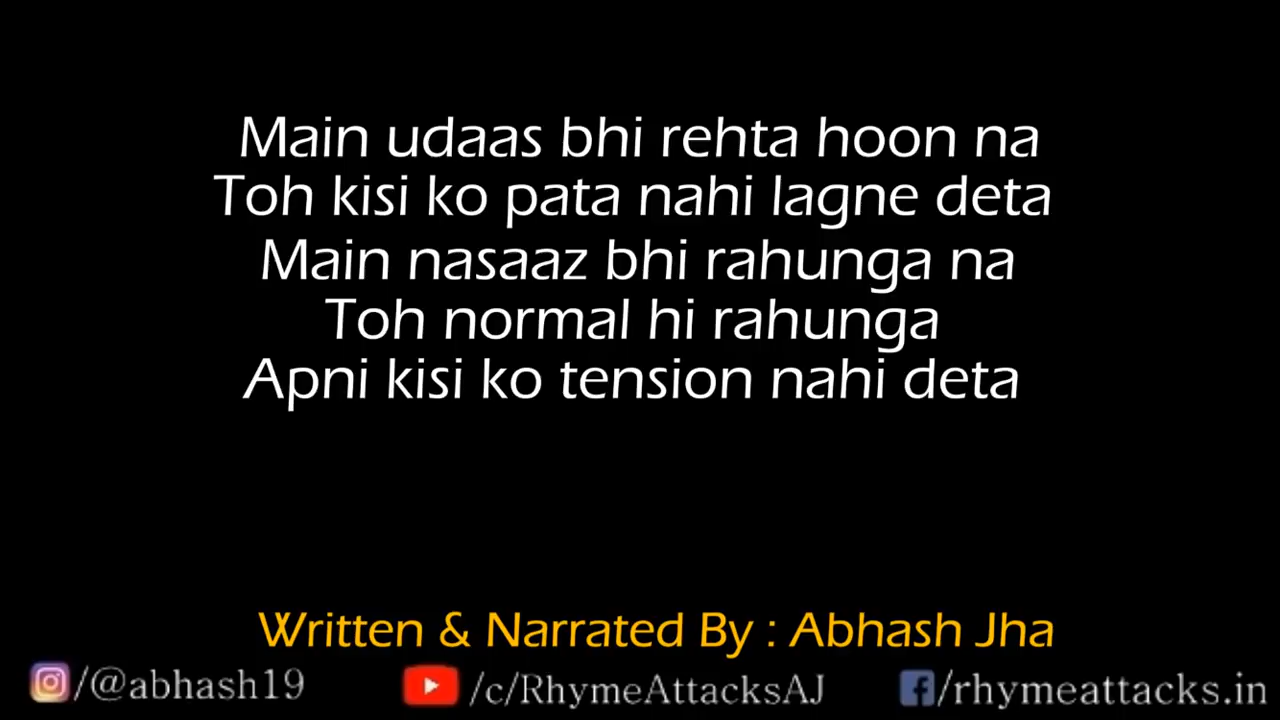 Main udaas bhi rehta hoon na
Toh kisi ko pata nahi lagne deta
Main nasaaz bhi rahunga na
Toh normal hi rahunga
Apni kisi ko tension nahi deta
Written & Narrated By : Abhash Jha
/@abhash19 /c/RhymeAttacksAJ /rhymeattacks.in